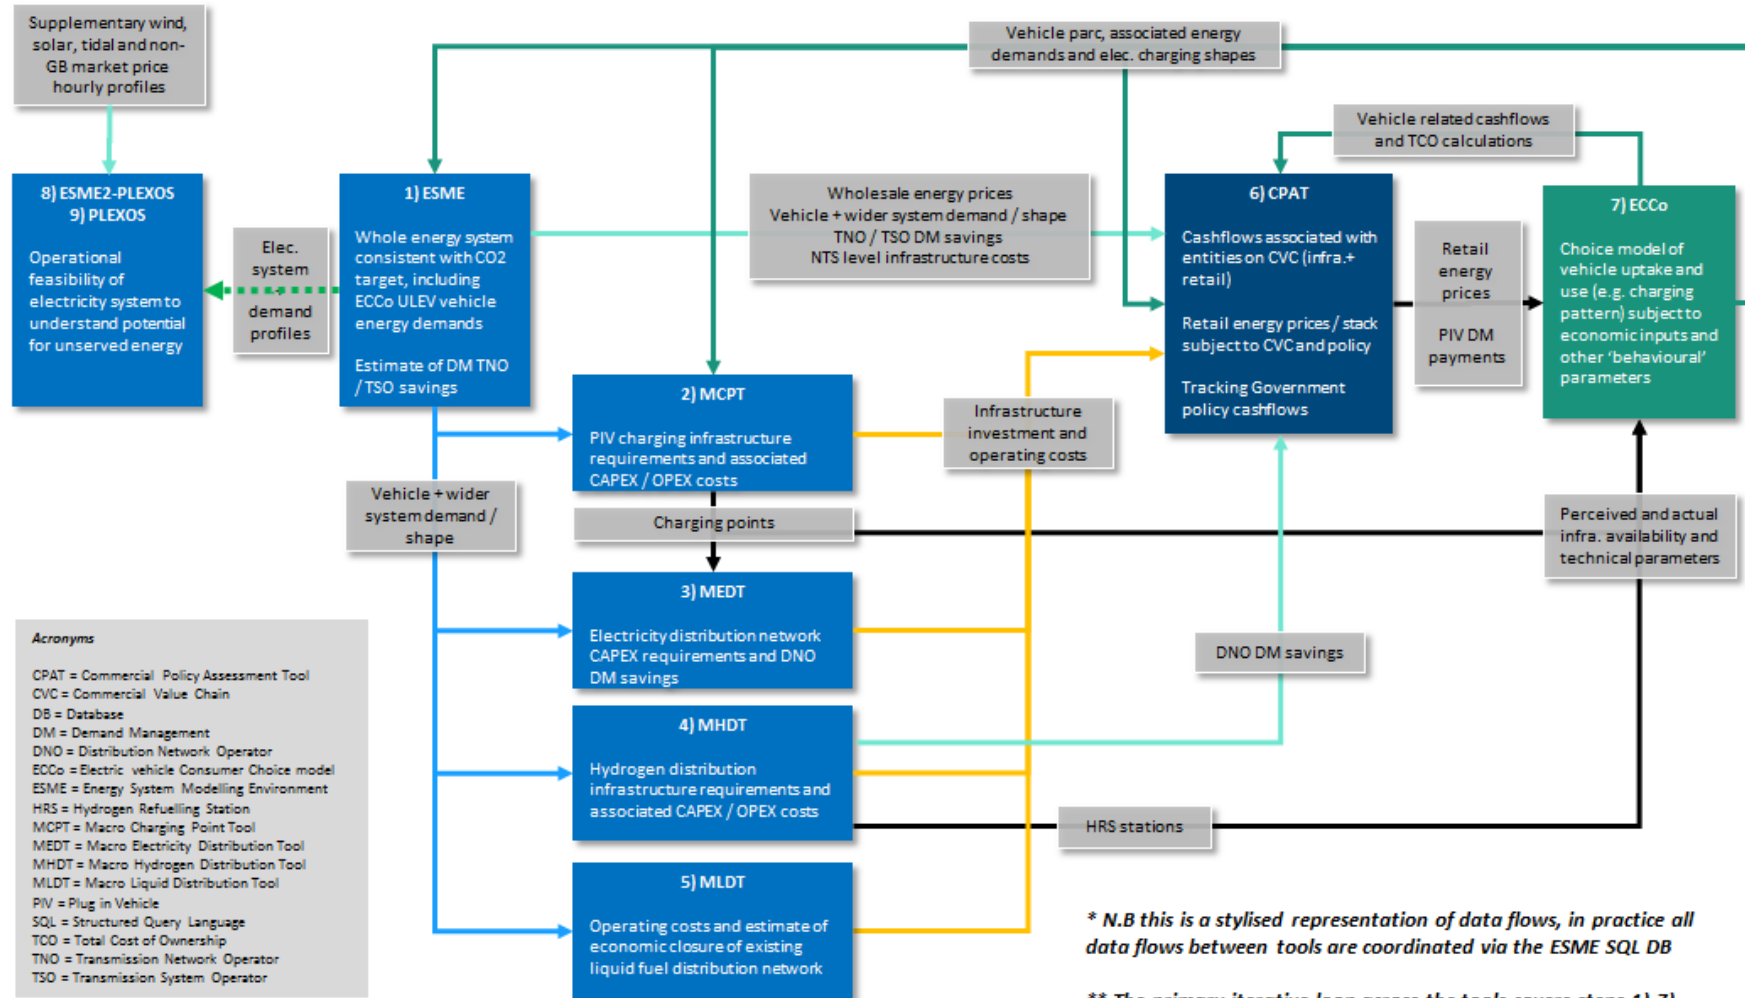 Supplementary wind,
solar, tidal and non-
GB market price
hourly profiles
Vehicle parc, associated energy
demands and elec. charging shapes
Vehicle related cashflows
and TCO calculations
8) ESME2-PLEXOS
9) PLEXOS
Operational
feasibility of
electricity system to
understand potential
for unserved energy
Elec.
system
demand
profiles
1) ESME
Whole energy system
consistent with CO2
target, including
ECCo ULEV vehicle
energy demands
Estimate of DM TNO
/ TSO savings
Wholesale energy prices
Vehicle + wider system demand / shape
TNO / TSO DM savings
NTS level infrastructure costs
6) CPAT
Cashflows associated with
entities on CVC (infra.+
retail)
Retail energy prices / stack
subject to CVC and policy
Tracking Government
policy cashflows
Retail
energy
prices
PIV DM
payments
7) ECCo
Choice model of
vehicle uptake and
use (e.g. charging
pattern) subject to
economic inputs and
other ‘behavioural’
parameters
2) MCPT
PIV charging infrastructure
requirements and associated
CAPEX / OPEX costs
Infrastructure
investment and
operating costs
Vehicle + wider
system demand /
shape
Charging points
Perceived and actual
infra. availability and
technical parameters
3) MEDT
Electricity distribution network
CAPEX requirements and DNO
DM savings
DNO DM savings
4) MHDT
Hydrogen distribution
infrastructure requirements and
associated CAPEX / OPEX costs
HRS stations
5) MLDT
Operating costs and estimate of
economic closure of existing
liquid fuel distribution network
Acronyms
CPAT = Commercial Policy Assessment Tool
CVC = Commercial Value Chain
DB = Database
DM = Demand Management
DNO = Distribution Network Operator
ECCo = Electric vehicle Consumer Choice model
ESME = Energy System Modelling Environment
HRS = Hydrogen Refuelling Station
MCPT = Macro Charging Point Tool
MEDT = Macro Electricity Distribution Tool
MHDT = Macro Hydrogen Distribution Tool
MLDT = Macro Liquid Distribution Tool
PIV = Plug in Vehicle
SQL = Structured Query Language
TCO = Total Cost of Ownership
TNO = Transmission Network Operator
TSO = Transmission System Operator
* N.B this is a stylised representation of data flows, in practice all
data flows between tools are coordinated via the ESME SQL DB
** The primary iterative loop across the tools covers steps 1)-7)